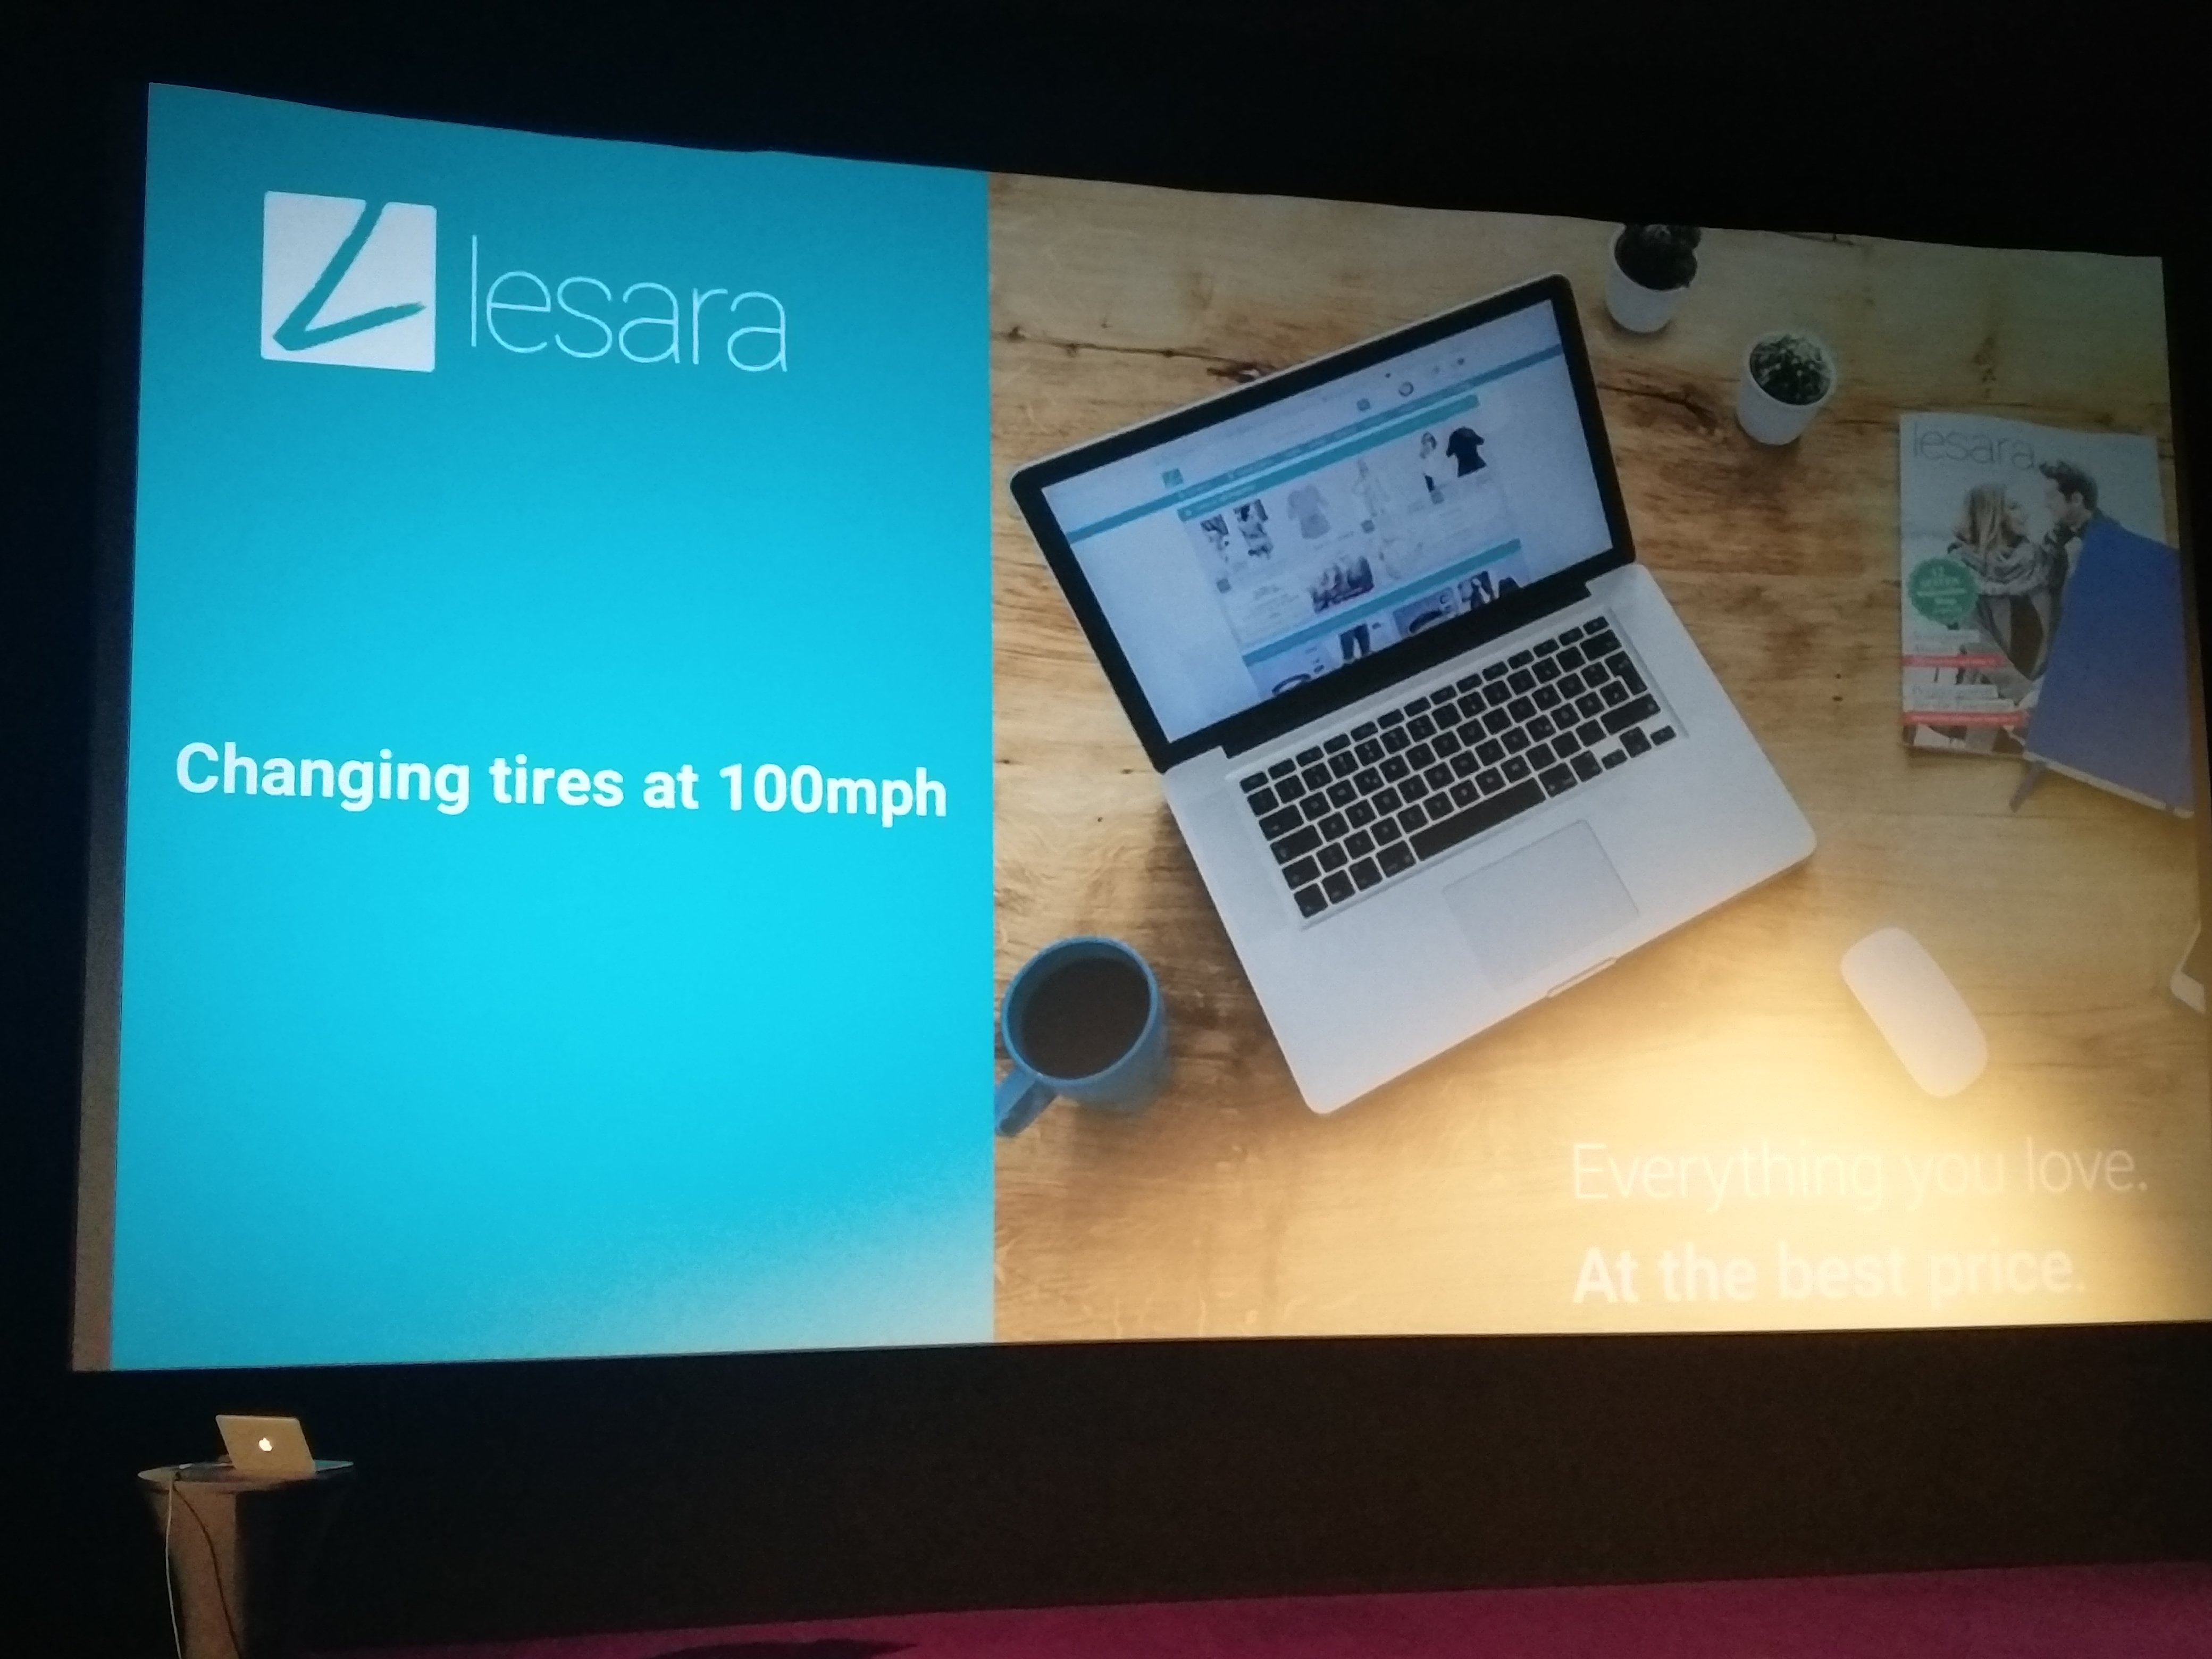 lesara
Changing tires at 100mph
lesara
Everything you love.
At the best price.